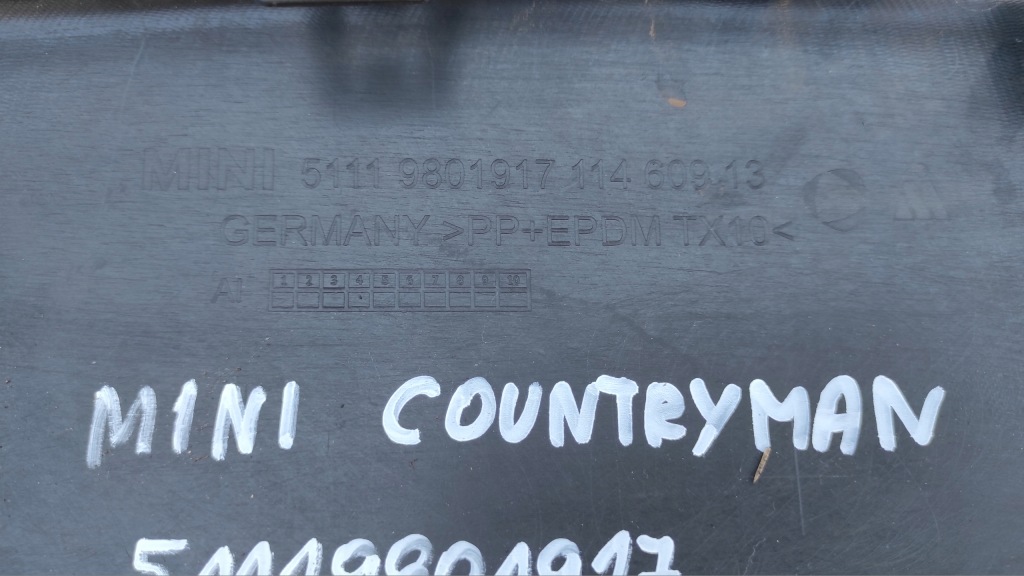 MINI 5111 9801917 114 609.13
GERMANY >PP+EPDM TX10<
A1
1 2 3 4 5 6 7 8 9 10
MINI COUNTRYMAN
51119801917